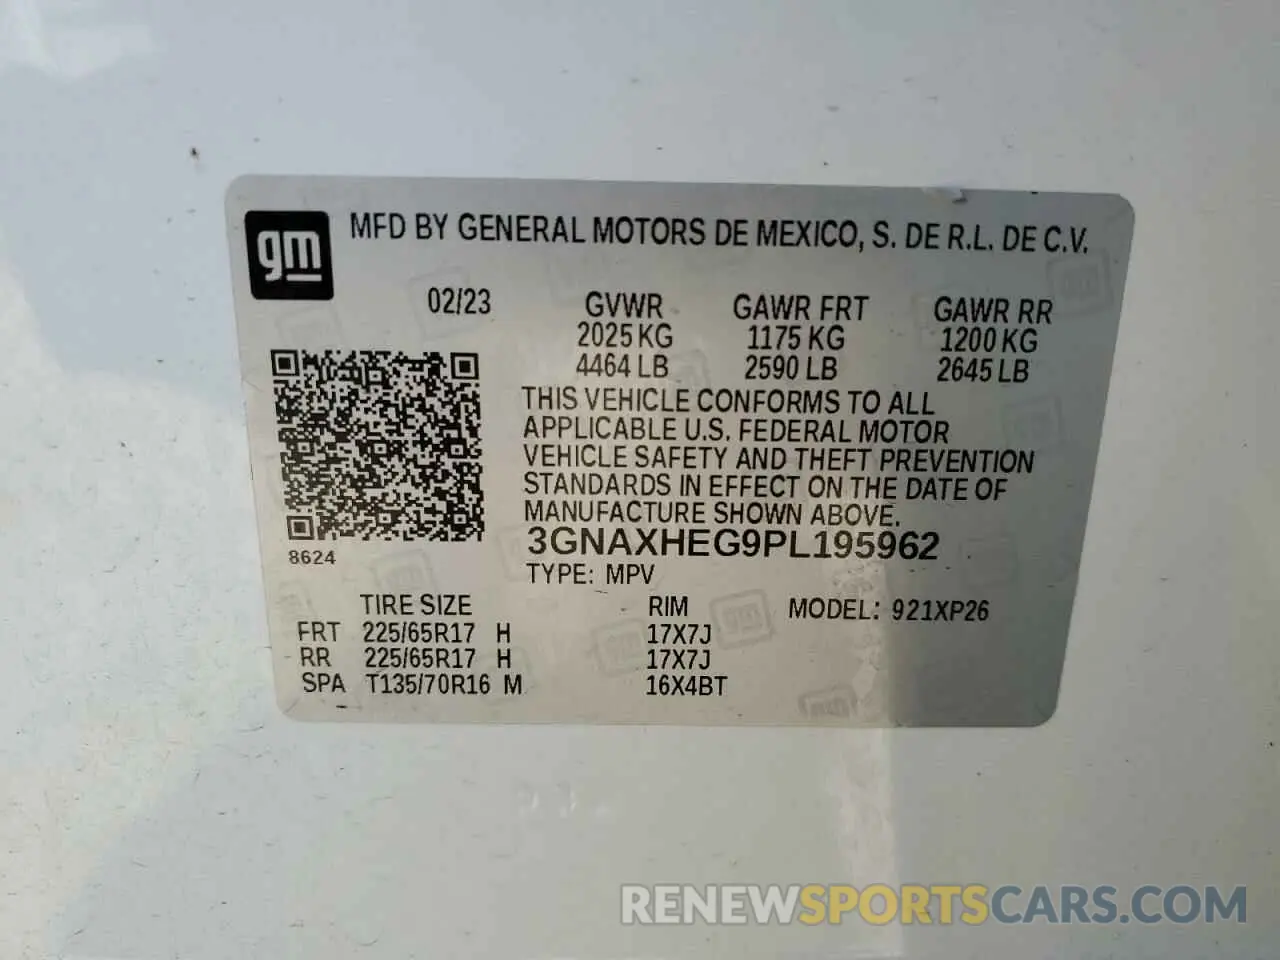 gm
MFD BY GENERAL MOTORS DE MEXICO, S. DE R.L. DE C.V.
02/23 GVWR GAWR FRT GAWR RR
2025 KG 1175 KG 1200 KG
4464 LB 2590 LB 2645 LB
THIS VEHICLE CONFORMS TO ALL
APPLICABLE U.S. FEDERAL MOTOR
VEHICLE SAFETY AND THEFT PREVENTION
STANDARDS IN EFFECT ON THE DATE OF
MANUFACTURE SHOWN ABOVE.
3GNAXHEG9PL195962
8624
TYPE: MPV
TIRE SIZE RIM MODEL: 921XP26
FRT 225/65R17 H 17X7J
RR 225/65R17 H 17X7J
SPA T135/70R16 M 16X4BT
RENEWSPORTSCARS.COM